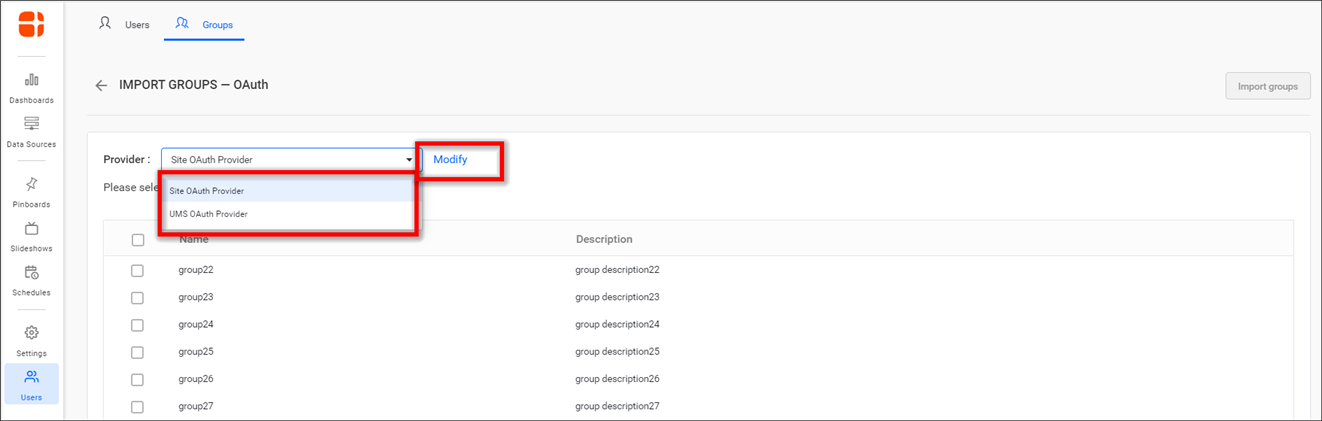 Users Groups
IMPORT GROUPS — OAuth
Import groups
Dashboards
Data Sources
Pinboards
Slideshows
Schedules
Settings
Users
Provider : Site OAuth Provider Modify
Please sele
Site OAuth Provider
UMS OAuth Provider
Name Description
group22 group description22
group23 group description23
group24 group description24
group25 group description25
group26 group description26
group27 group description27